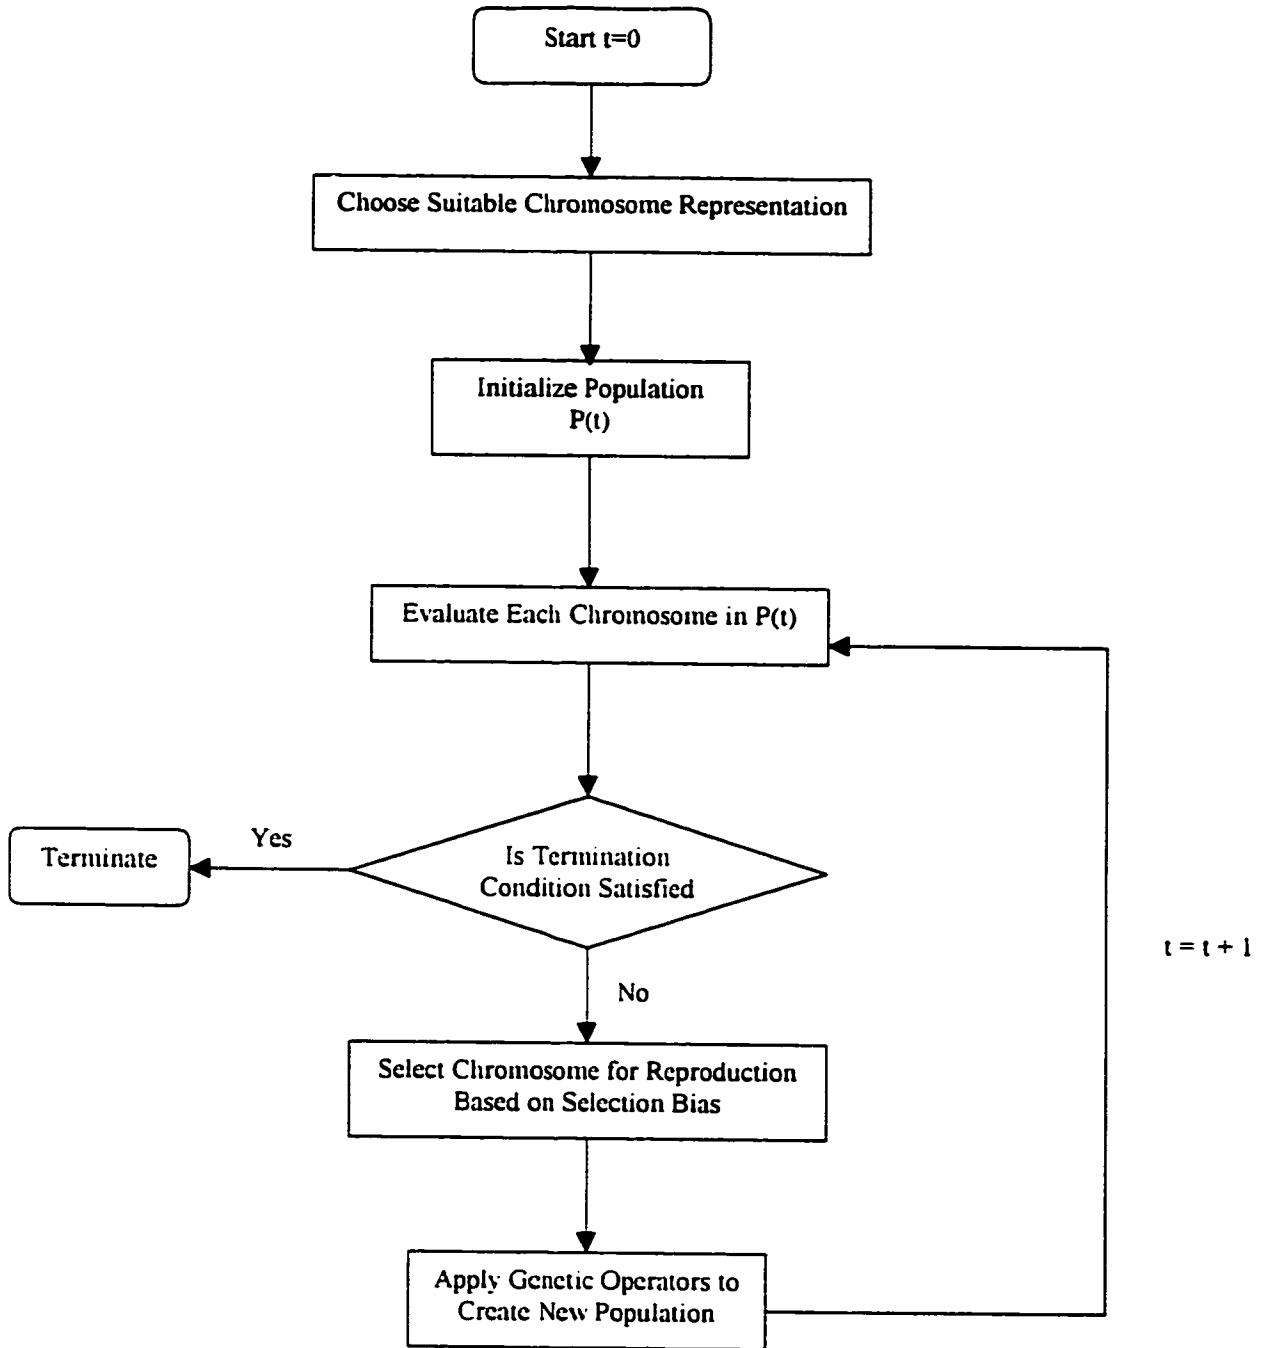 Start t=0
Choose Suitable Chromosome Representation
Initialize Population
P(t)
Evaluate Each Chromosome in P(t)
Yes
Terminate
Is Termination
Condition Satisfied
t = t + 1
No
Select Chromosome for Reproduction
Based on Selection Bias
Apply Genetic Operators to
Create New Population